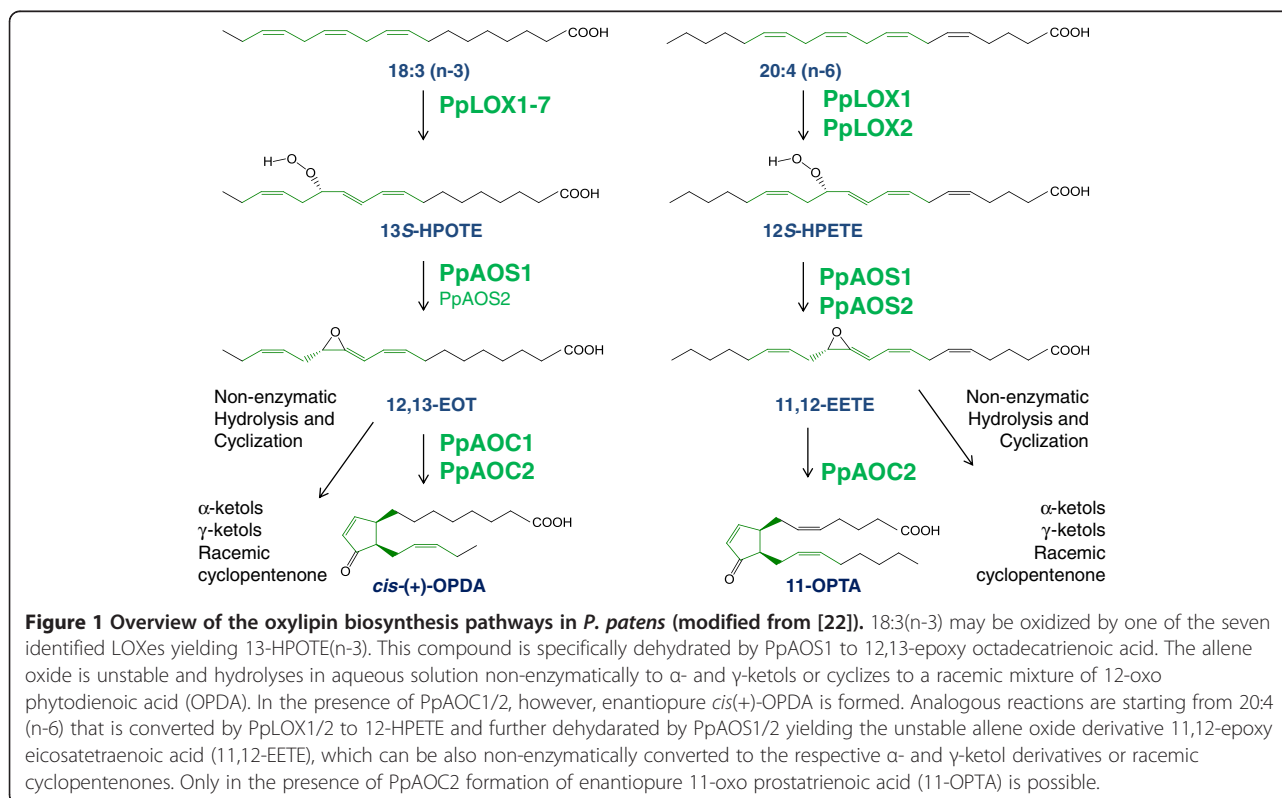 COOH
18:3 (n-3)
PpLOX1-7
H-O
O
COOH
13S-HPOTE
PpAOS1
PpAOS2
O
COOH
Non-enzymatic
Hydrolysis and
Cyclization
12,13-EOT
PpAOC1
PpAOC2
α-ketols
γ-ketols
Racemic
cyclopentenone
COOH
O
cis-(+)-OPDA
COOH
20:4 (n-6)
PpLOX1
PpLOX2
H-O
O
COOH
12S-HPETE
PpAOS1
PpAOS2
O
COOH
11,12-EETE
Non-enzymatic
Hydrolysis and
Cyclization
PpAOC2
COOH
O
11-OPTA
α-ketols
γ-ketols
Racemic
cyclopentenone
Figure 1 Overview of the oxylipin biosynthesis pathways in P. patens (modified from [22]). 18:3(n-3) may be oxidized by one of the seven
identified LOXes yielding 13-HPOTE(n-3). This compound is specifically dehydrated by PpAOS1 to 12,13-epoxy octadecatrienoic acid. The allene
oxide is unstable and hydrolyses in aqueous solution non-enzymatically to α- and γ-ketols or cyclizes to a racemic mixture of 12-oxo
phytodienoic acid (OPDA). In the presence of PpAOC1/2, however, enantiopure cis(+)-OPDA is formed. Analogous reactions are starting from 20:4
(n-6) that is converted by PpLOX1/2 to 12-HPETE and further dehydarated by PpAOS1/2 yielding the unstable allene oxide derivative 11,12-epoxy
eicosatetraenoic acid (11,12-EETE), which can be also non-enzymatically converted to the respective α- and γ-ketol derivatives or racemic
cyclopentenones. Only in the presence of PpAOC2 formation of enantiopure 11-oxo prostatrienoic acid (11-OPTA) is possible.